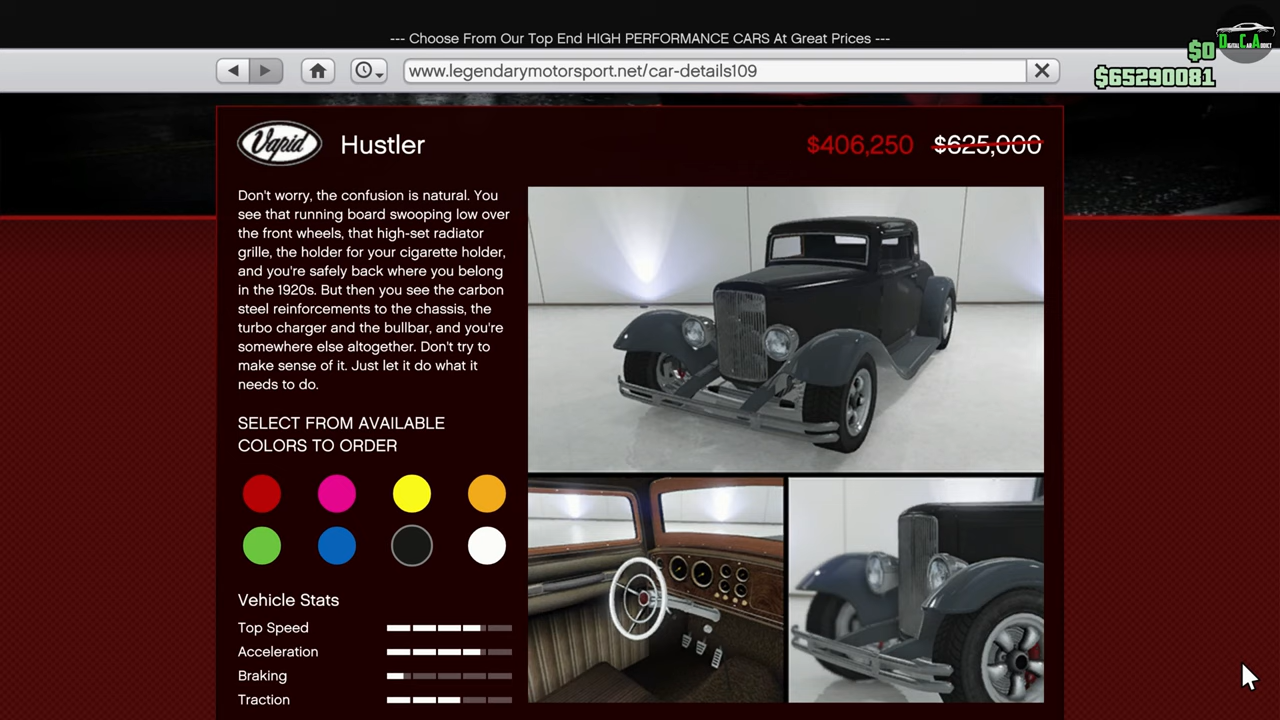 --- Choose From Our Top End HIGH PERFORMANCE CARS At Great Prices ---
D.C.A
DIGITAL CAR ADDICT
$0
www.legendarymotorsport.net/car-details109
$65290081
Vapid
Hustler
$406,250 $625,000
Don't worry, the confusion is natural. You
see that running board swooping low over
the front wheels, that high-set radiator
grille, the holder for your cigarette holder,
and you're safely back where you belong
in the 1920s. But then you see the carbon
steel reinforcements to the chassis, the
turbo charger and the bullbar, and you're
somewhere else altogether. Don't try to
make sense of it. Just let it do what it
needs to do.
SELECT FROM AVAILABLE
COLORS TO ORDER
Vehicle Stats
Top Speed
Acceleration
Braking
Traction